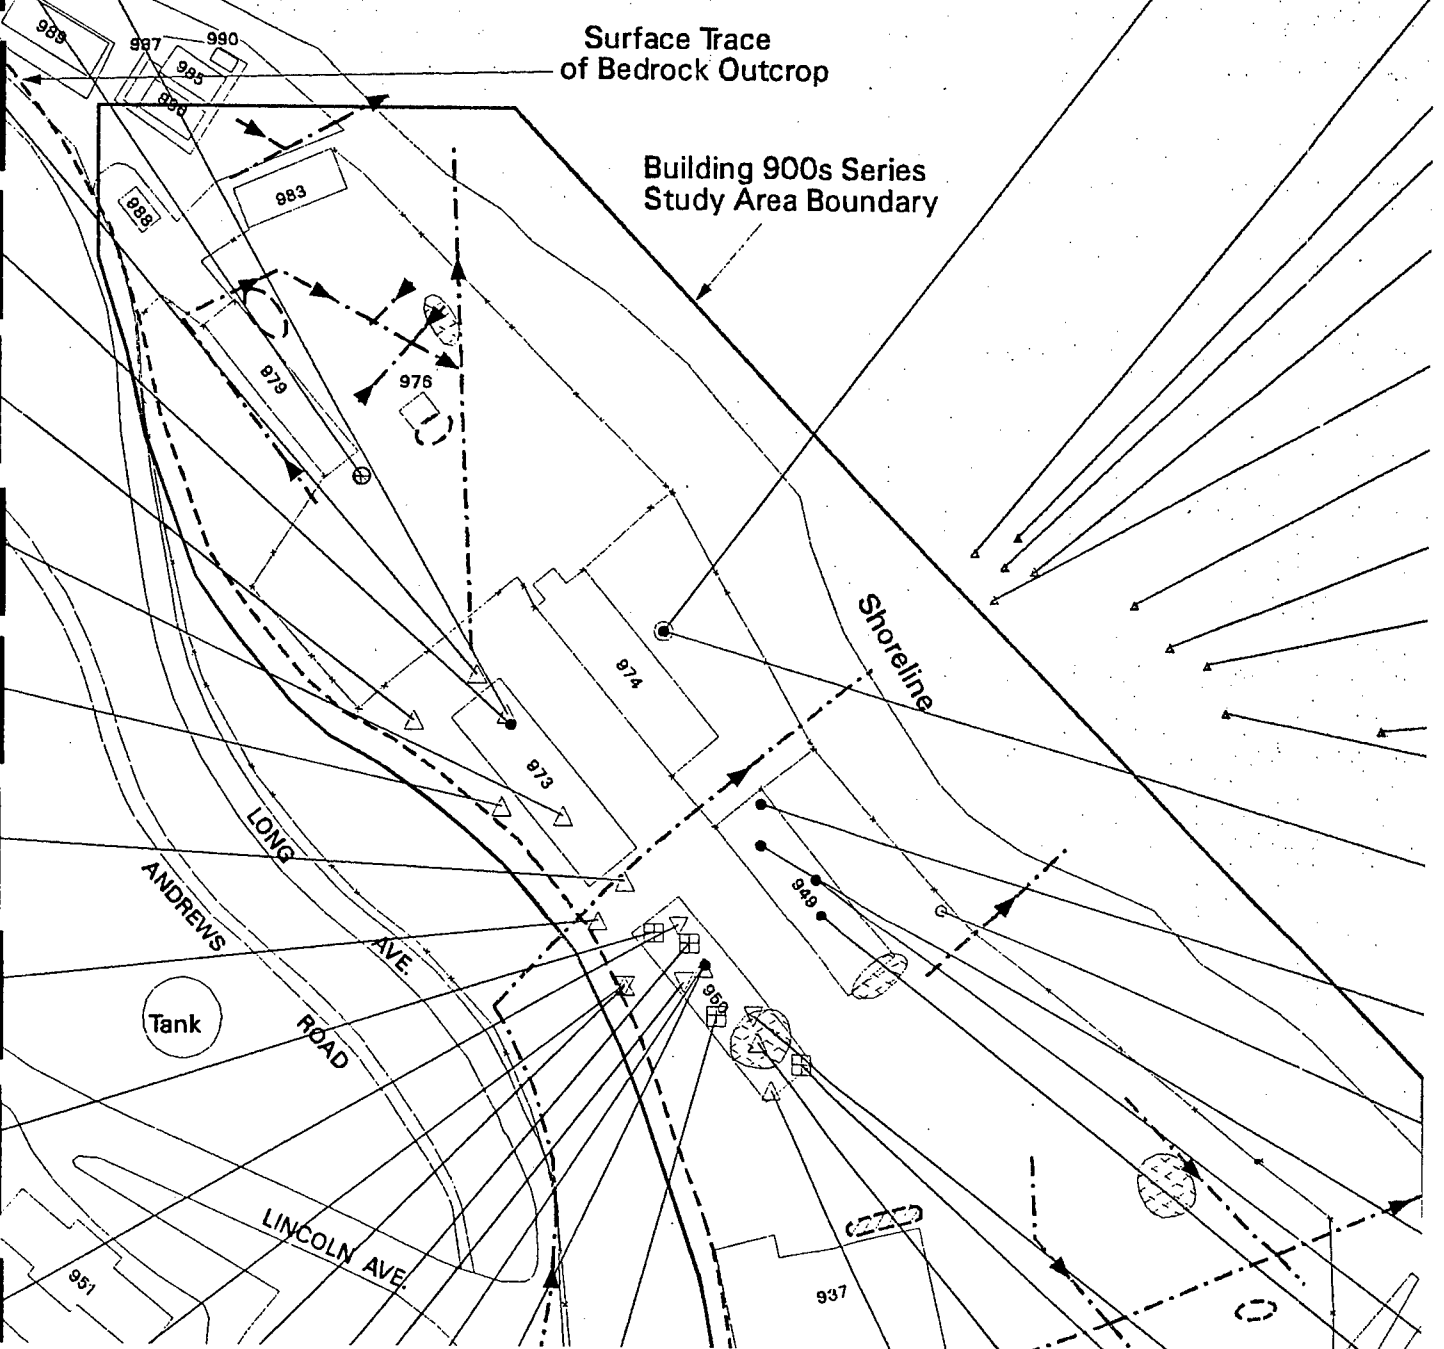 989
987
990
Surface Trace
of Bedrock Outcrop
985
986
Building 900s Series
Study Area Boundary
983
988
979
976
Shoreline
974
973
LONG AVE.
949
ANDREWS ROAD
950
Tank
LINCOLN AVE.
951
937